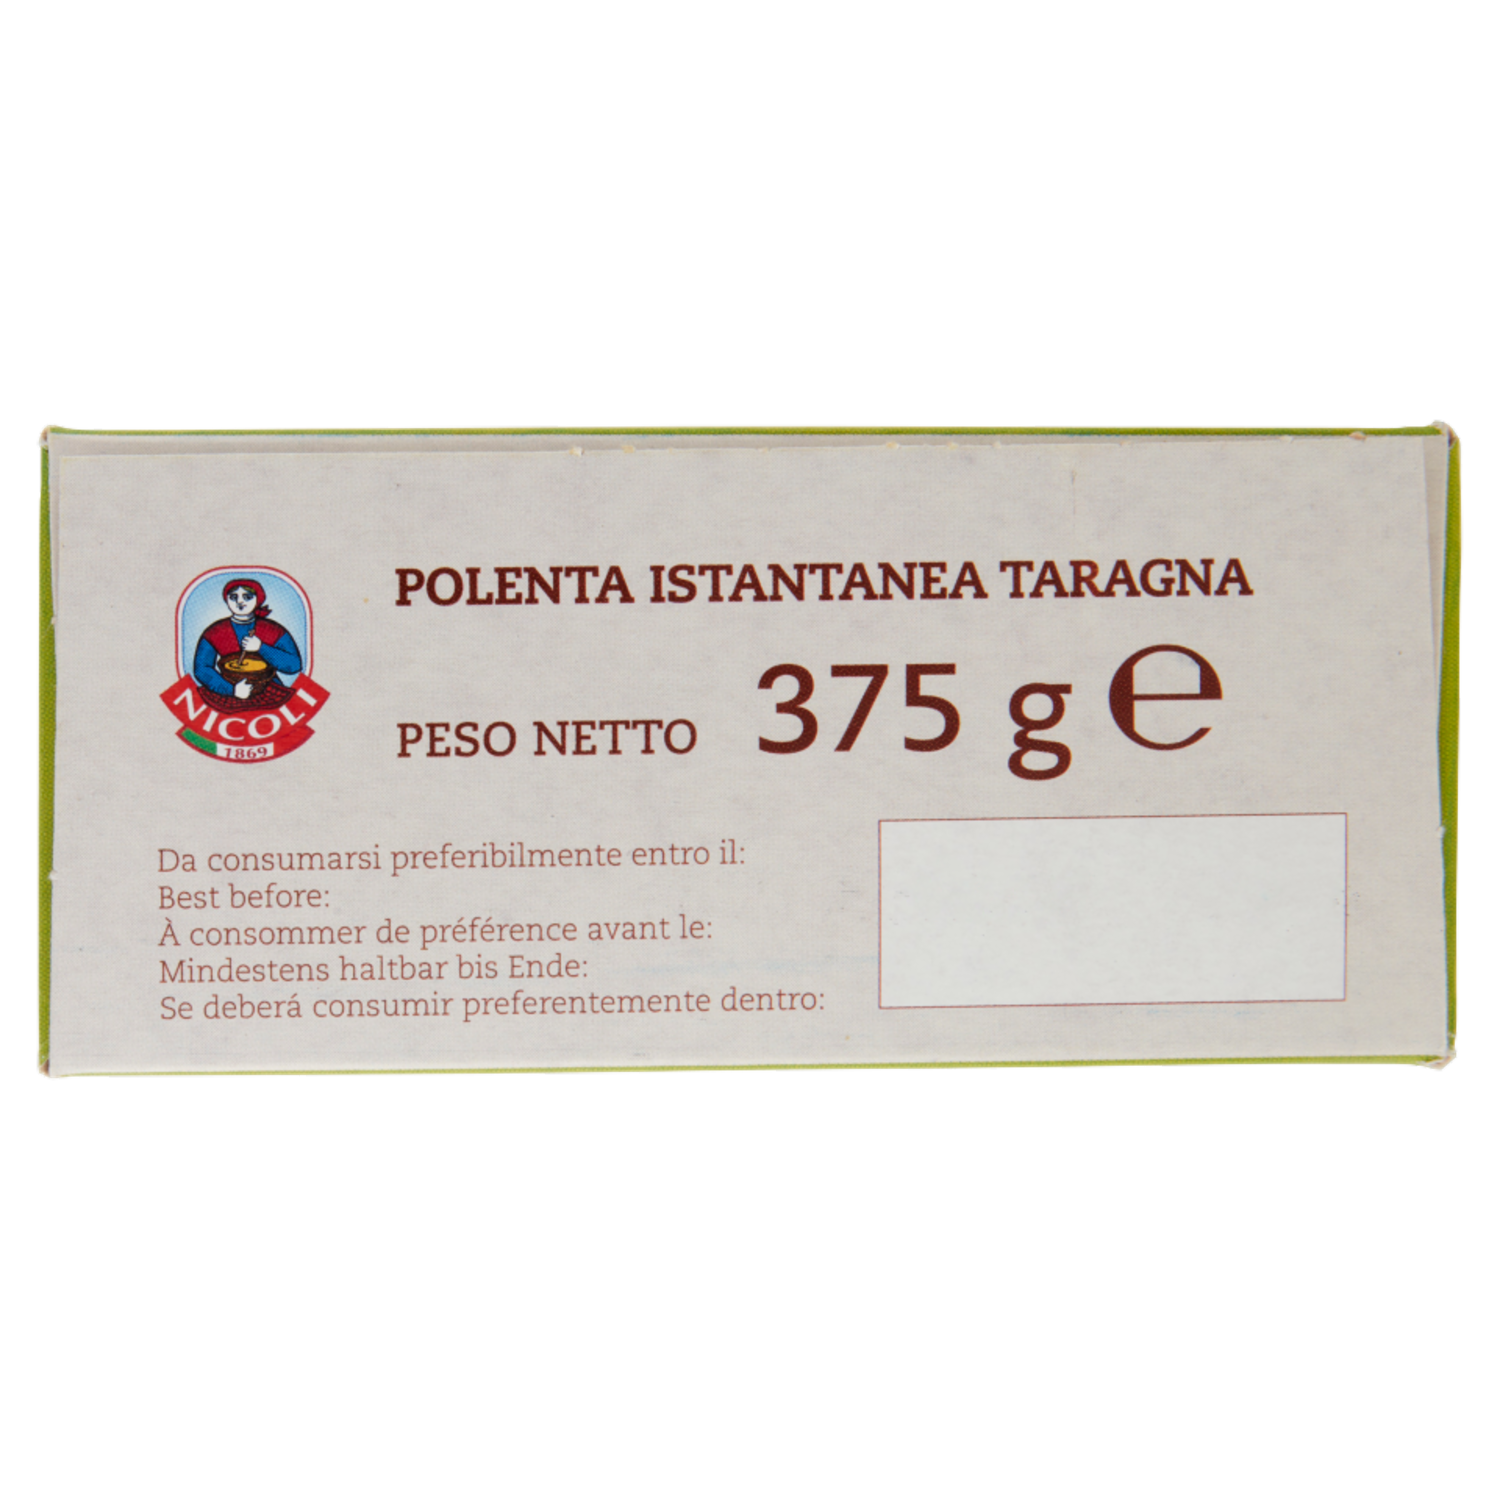 POLENTA ISTANTANEA TARAGNA
NICOLI
1869
PESO NETTO 375 g ℮
Da consumarsi preferibilmente entro il:
Best before:
À consommer de préférence avant le:
Mindestens haltbar bis Ende:
Se deberá consumir preferentemente dentro: